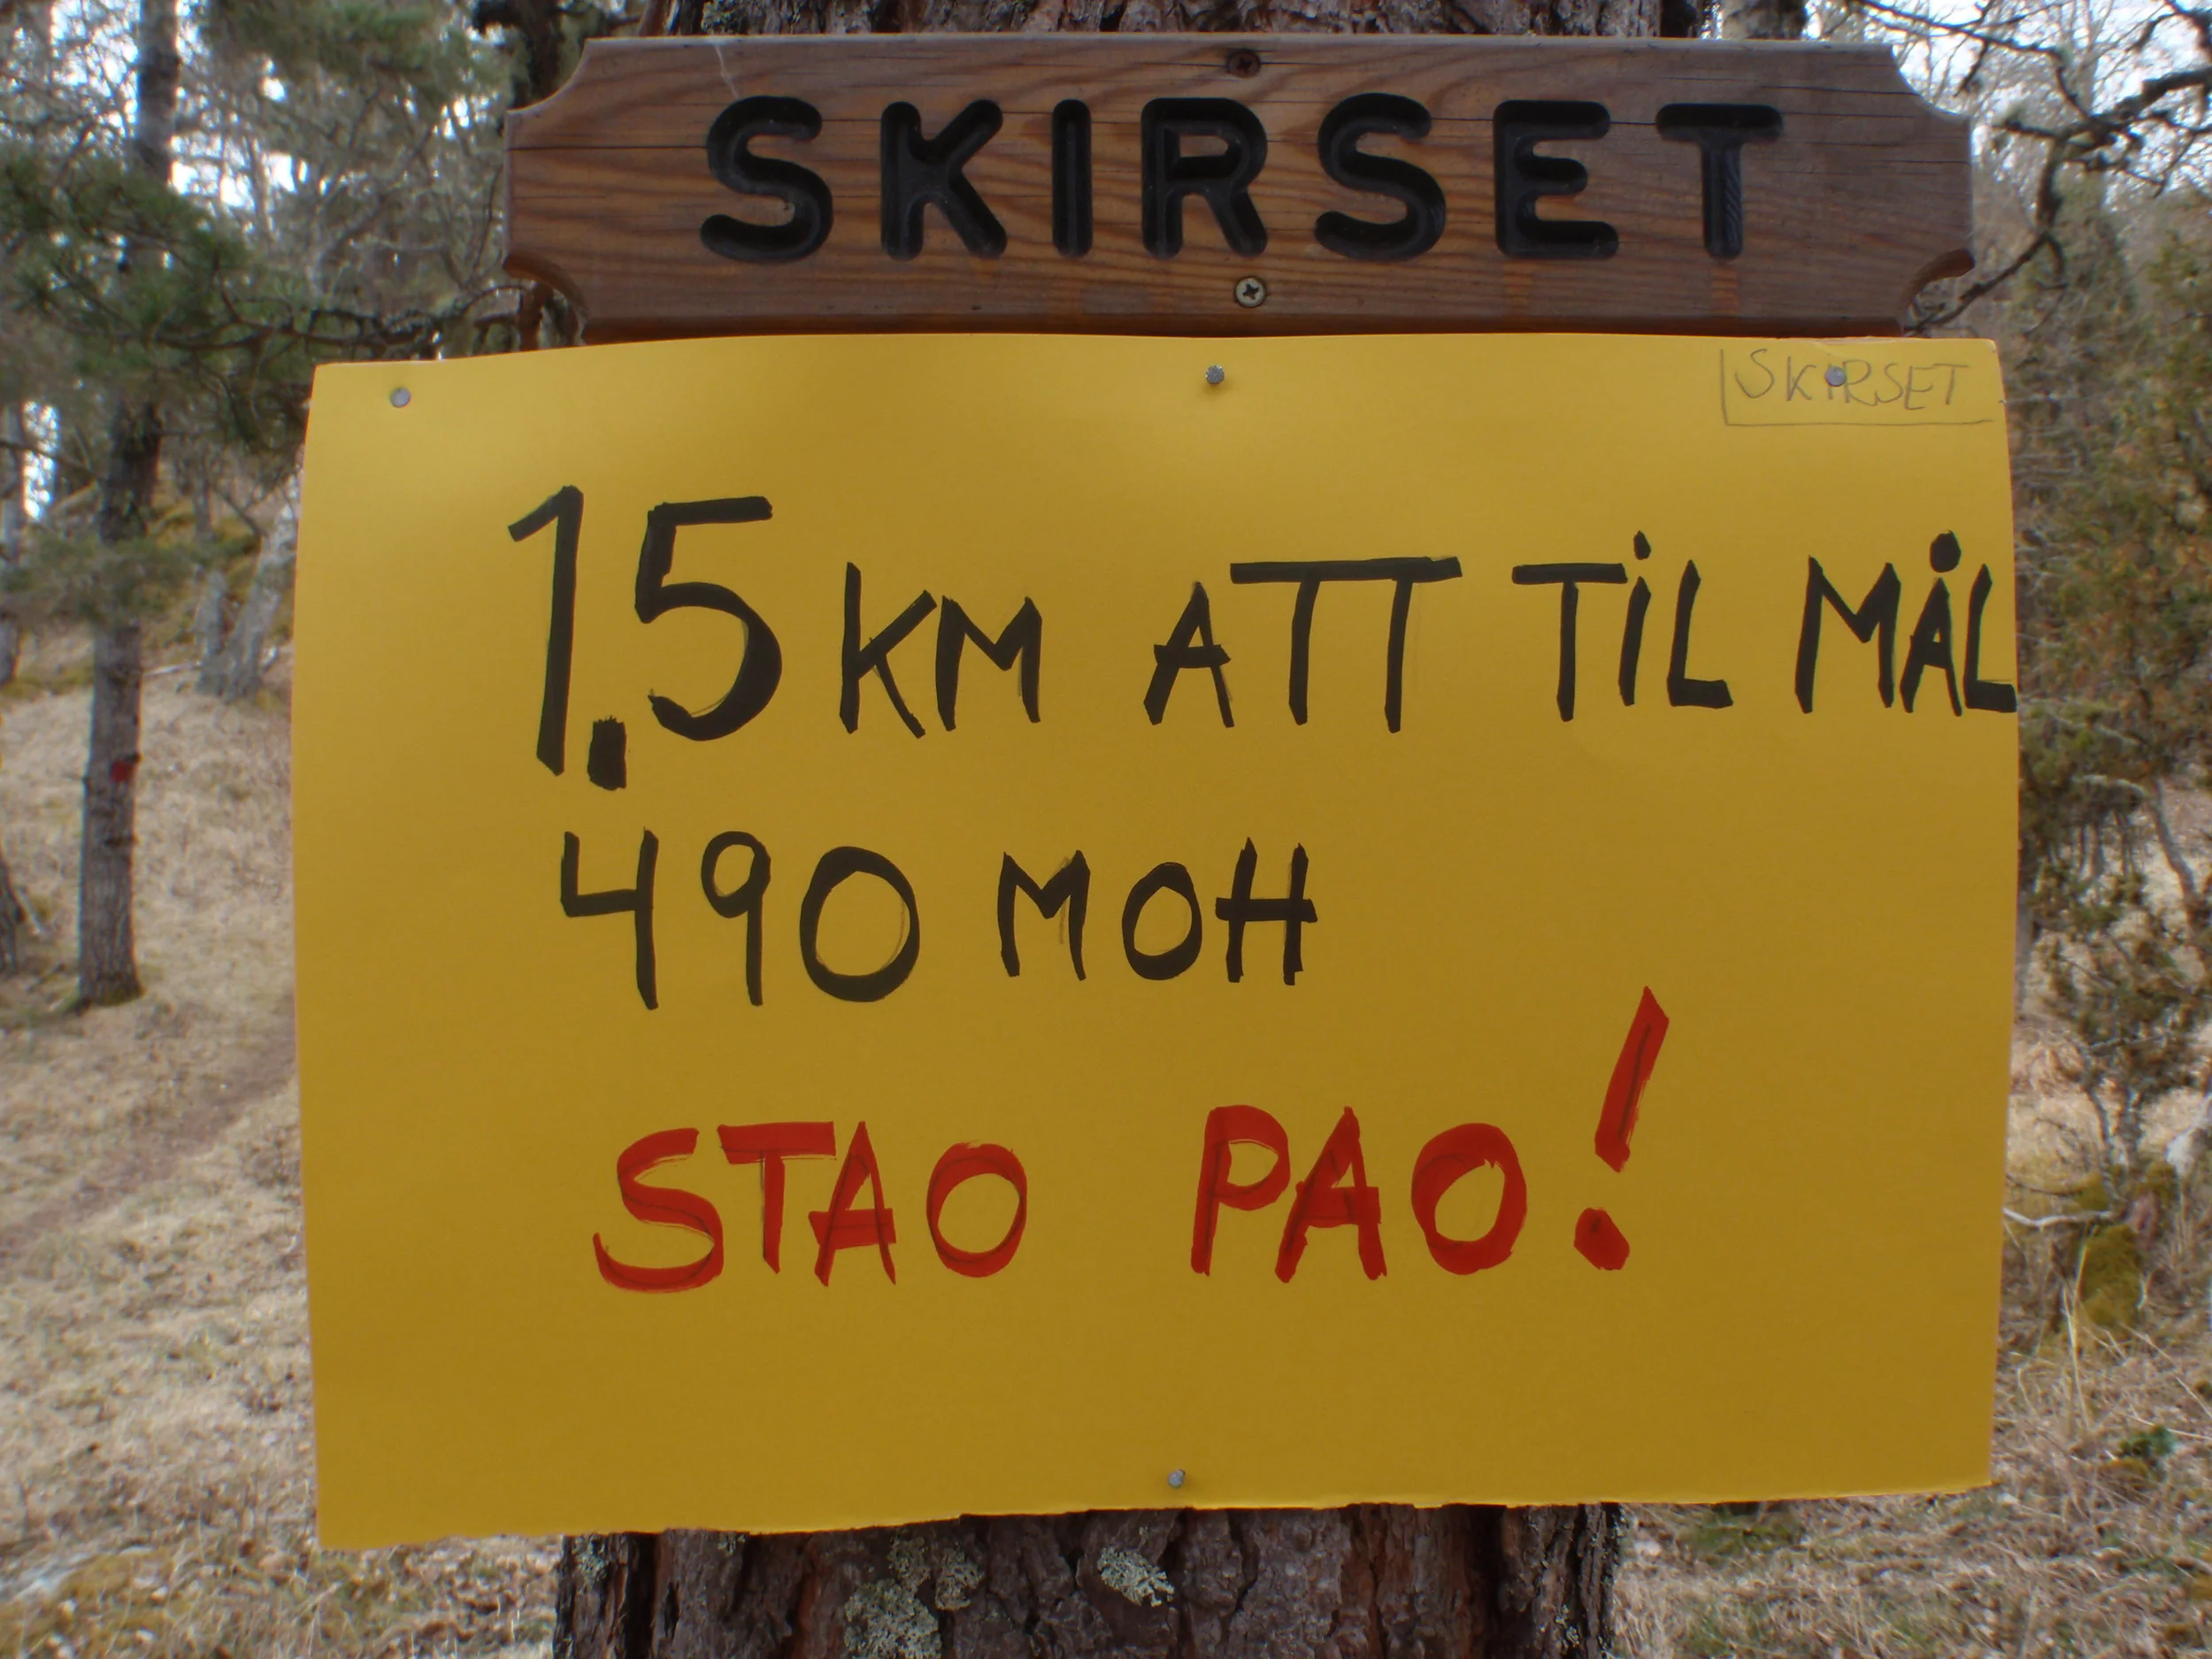 SKIRSET
SKIRSET
1.5 KM ATT TIL MÅL
490 MOH
STAO PAO!